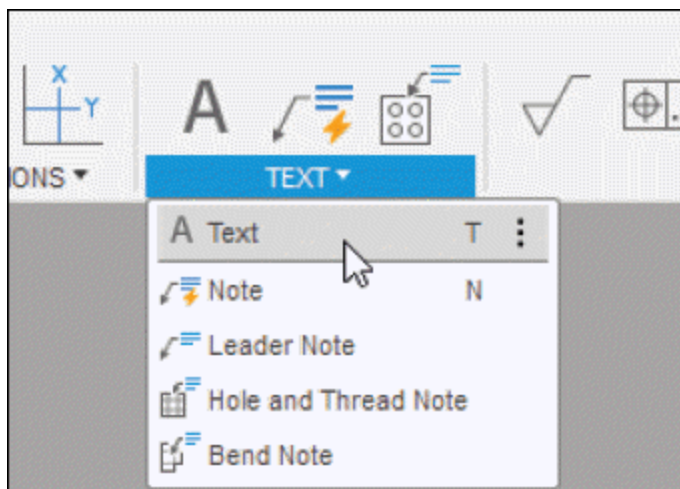 X
Y
A
IONS
TEXT
A Text T
Note N
Leader Note
Hole and Thread Note
Bend Note